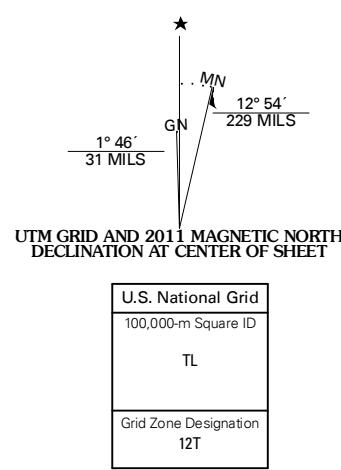 MN
GN
12° 54´
229 MILS
1° 46´
31 MILS
UTM GRID AND 2011 MAGNETIC NORTH
DECLINATION AT CENTER OF SHEET
U.S. National Grid
100,000-m Square ID
TL
Grid Zone Designation
12T